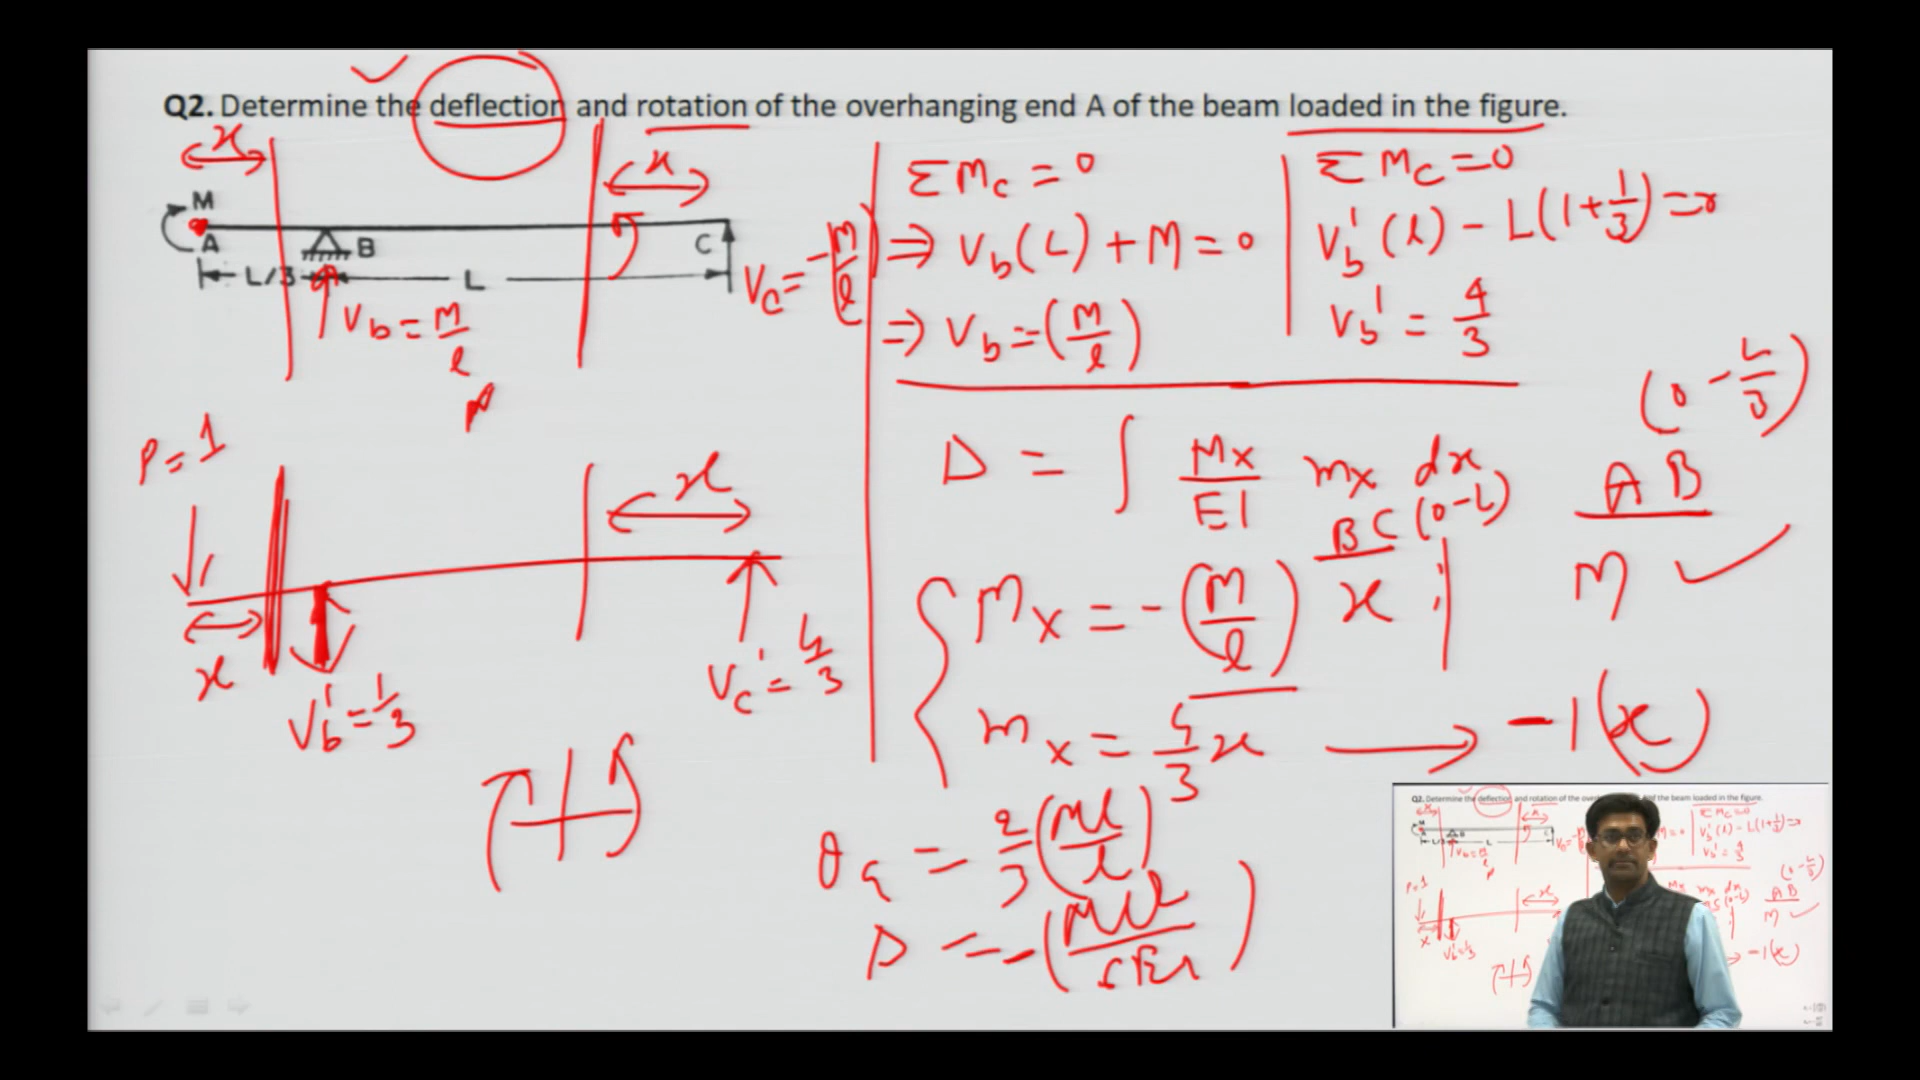 Q2. Determine the deflection and rotation of the overhanging end A of the beam loaded in the figure.
x
x
M
A
B
C
L/3
L
Vb = M/l
Vc = -M/l
ΣMc = 0
⇒ Vb(L) + M = 0
⇒ Vb = -(M/l)
ΣMc = 0
Vb'(l) - L(1+1/3) =
Vb' = 4/3
P = 1
x
x
Vb' = 1/3
Vc' = 4/3
Δ = ∫ Mx/EI mx dx
(0 - L/3)
BC (0-L)
AB
Mx = -(M/l) x
M
mx = 4/3 x → -1(x)
θa = 2/3 (Ml/
Δ = -(